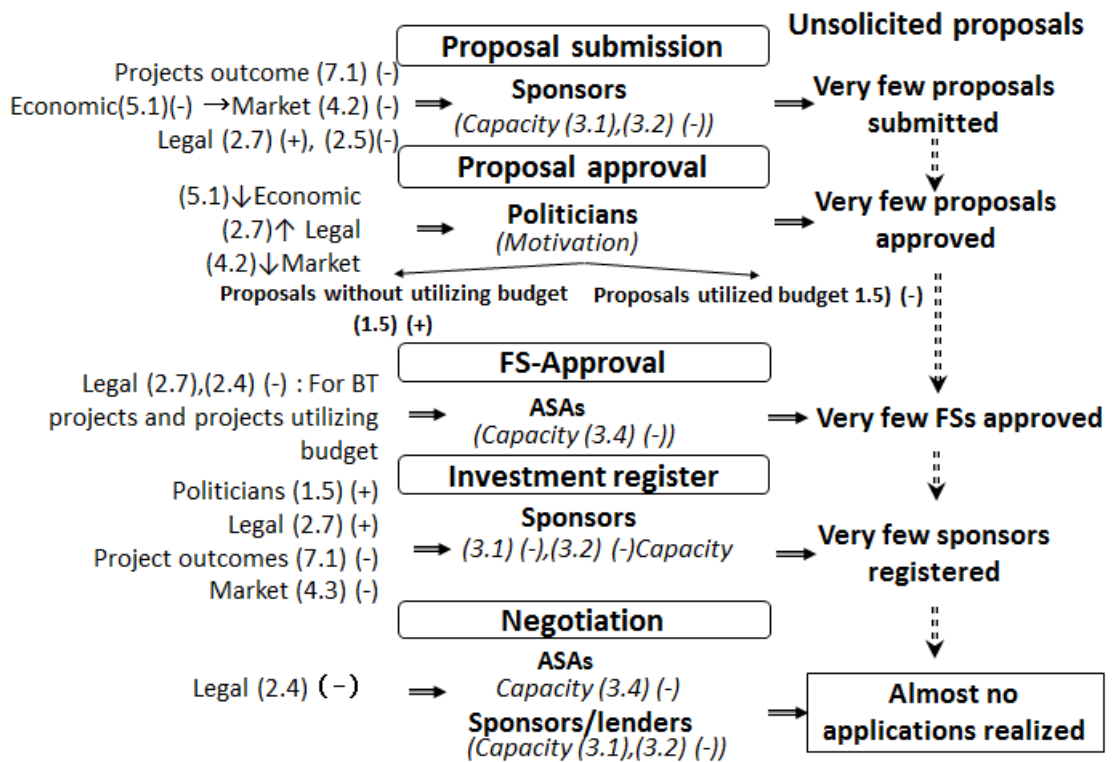 Unsolicited proposals
Proposal submission
Projects outcome (7.1) (-)
Economic(5.1)(-) →Market (4.2) (-)
Legal (2.7) (+), (2.5)(-)
Sponsors
(Capacity (3.1),(3.2) (-))
Very few proposals
submitted
Proposal approval
(5.1)↓Economic
(2.7)↑ Legal
(4.2)↓Market
Politicians
(Motivation)
Very few proposals
approved
Proposals without utilizing budget
(1.5) (+)
Proposals utilized budget 1.5) (-)
FS-Approval
Legal (2.7),(2.4) (-) : For BT
projects and projects utilizing
budget
ASAs
(Capacity (3.4) (-))
Very few FSs approved
Investment register
Politicians (1.5) (+)
Legal (2.7) (+)
Project outcomes (7.1) (-)
Market (4.3) (-)
Sponsors
(3.1) (-),(3.2) (-)Capacity
Very few sponsors
registered
Negotiation
Legal (2.4) (-)
ASAs
Capacity (3.4) (-)
Sponsors/lenders
(Capacity (3.1),(3.2) (-))
Almost no
applications realized